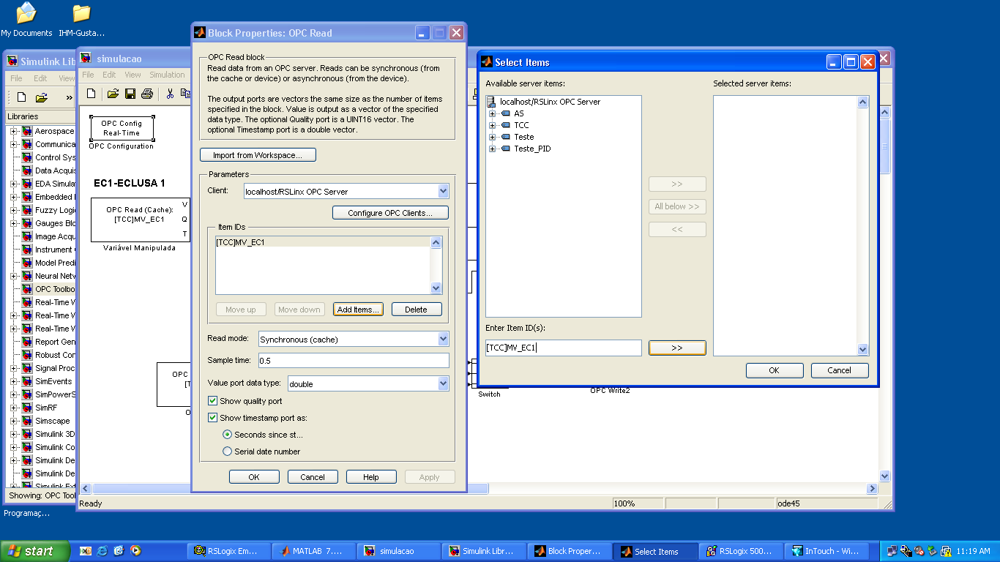 My Documents
IHM-Gusta...
Simulink Lib
File Edit View
»
Libraries
Aerospace
Communica
Control Sys
Data Acquis
EDA Simulat
Embedded I
Fuzzy Logic
Gauges Blo
Image Acqu
Instrument
Model Predi
Neural Netw
OPC Toolbo
Real-Time V
Real-Time V
Real-Time V
Report Gen
Robust Con
Signal Proc
SimEvents
SimPowerS
SimRF
Simscape
Simulink 3D
Simulink Co
Simulink De
Simulink De
Simulink Ext
Showing: OPC Tool
Programaç...
simulacao
File Edit View Simulation
OPC Config
Real-Time
OPC Configuration
EC1-ECLUSA 1
OPC Read (Cache):
[TCC]MV_EC1
V
Q
T
Variável Manipulada
OPC
[T
O
Switch
OPC Write2
Ready
100%
ode45
Block Properties: OPC Read
OPC Read block
Read data from an OPC server. Reads can be synchronous (from
the cache or device) or asynchronous (from the device).
The output ports are vectors the same size as the number of items
specified in the block. Value is output as a vector of the specified
data type. The optional Quality port is a UINT16 vector. The
optional Timestamp port is a double vector.
Import from Workspace...
Parameters
Client:
localhost/RSLinx OPC Server
Configure OPC Clients...
Item IDs
[TCC]MV_EC1
Move up
Move down
Add Items...
Delete
Read mode:
Synchronous (cache)
Sample time:
0.5
Value port data type:
double
Show quality port
Show timestamp port as:
Seconds since st...
Serial date number
OK
Cancel
Help
Apply
Select Items
Available server items:
localhost/RSLinx OPC Server
AS
TCC
Teste
Teste_PID
>>
All below >>
<<
Selected server items:
Enter Item ID(s):
[TCC]MV_EC1
>>
OK
Cancel
start
RSLogix Em...
MATLAB 7....
simulacao
Simulink Libr...
Block Proper...
Select Items
RSLogix 500...
InTouch - Wi...
11:19 AM